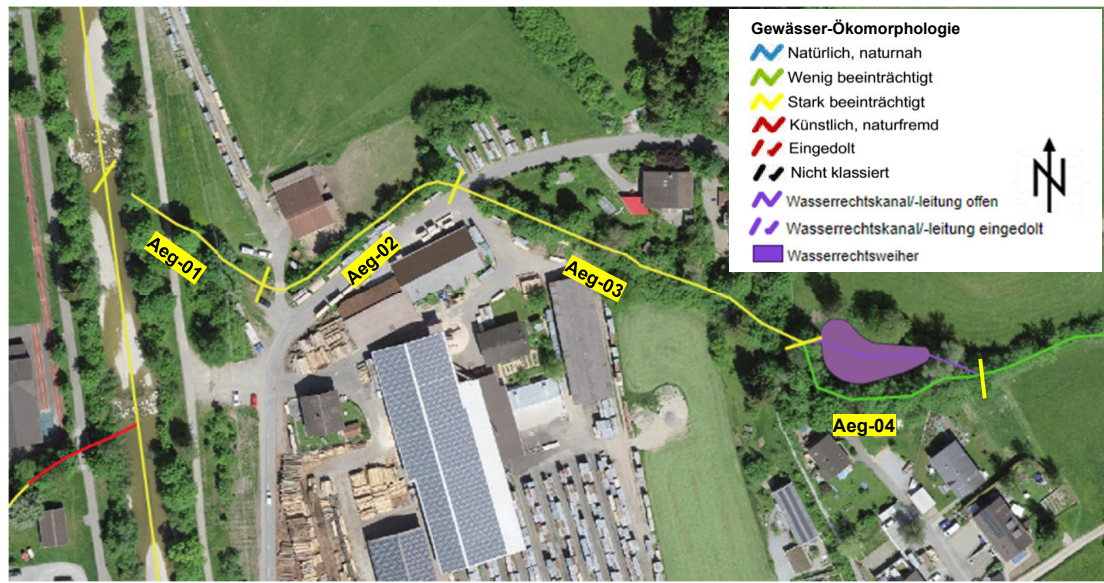 Gewässer-Ökomorphologie
Natürlich, naturnah
Wenig beeinträchtigt
Stark beeinträchtigt
Künstlich, naturfremd
Eingedolt
Nicht klassiert
Wasserrechtskanal/-leitung offen
Wasserrechtskanal/-leitung eingedolt
Wasserrechtsweiher
N
Aeg-01
Aeg-02
Aeg-03
Aeg-04